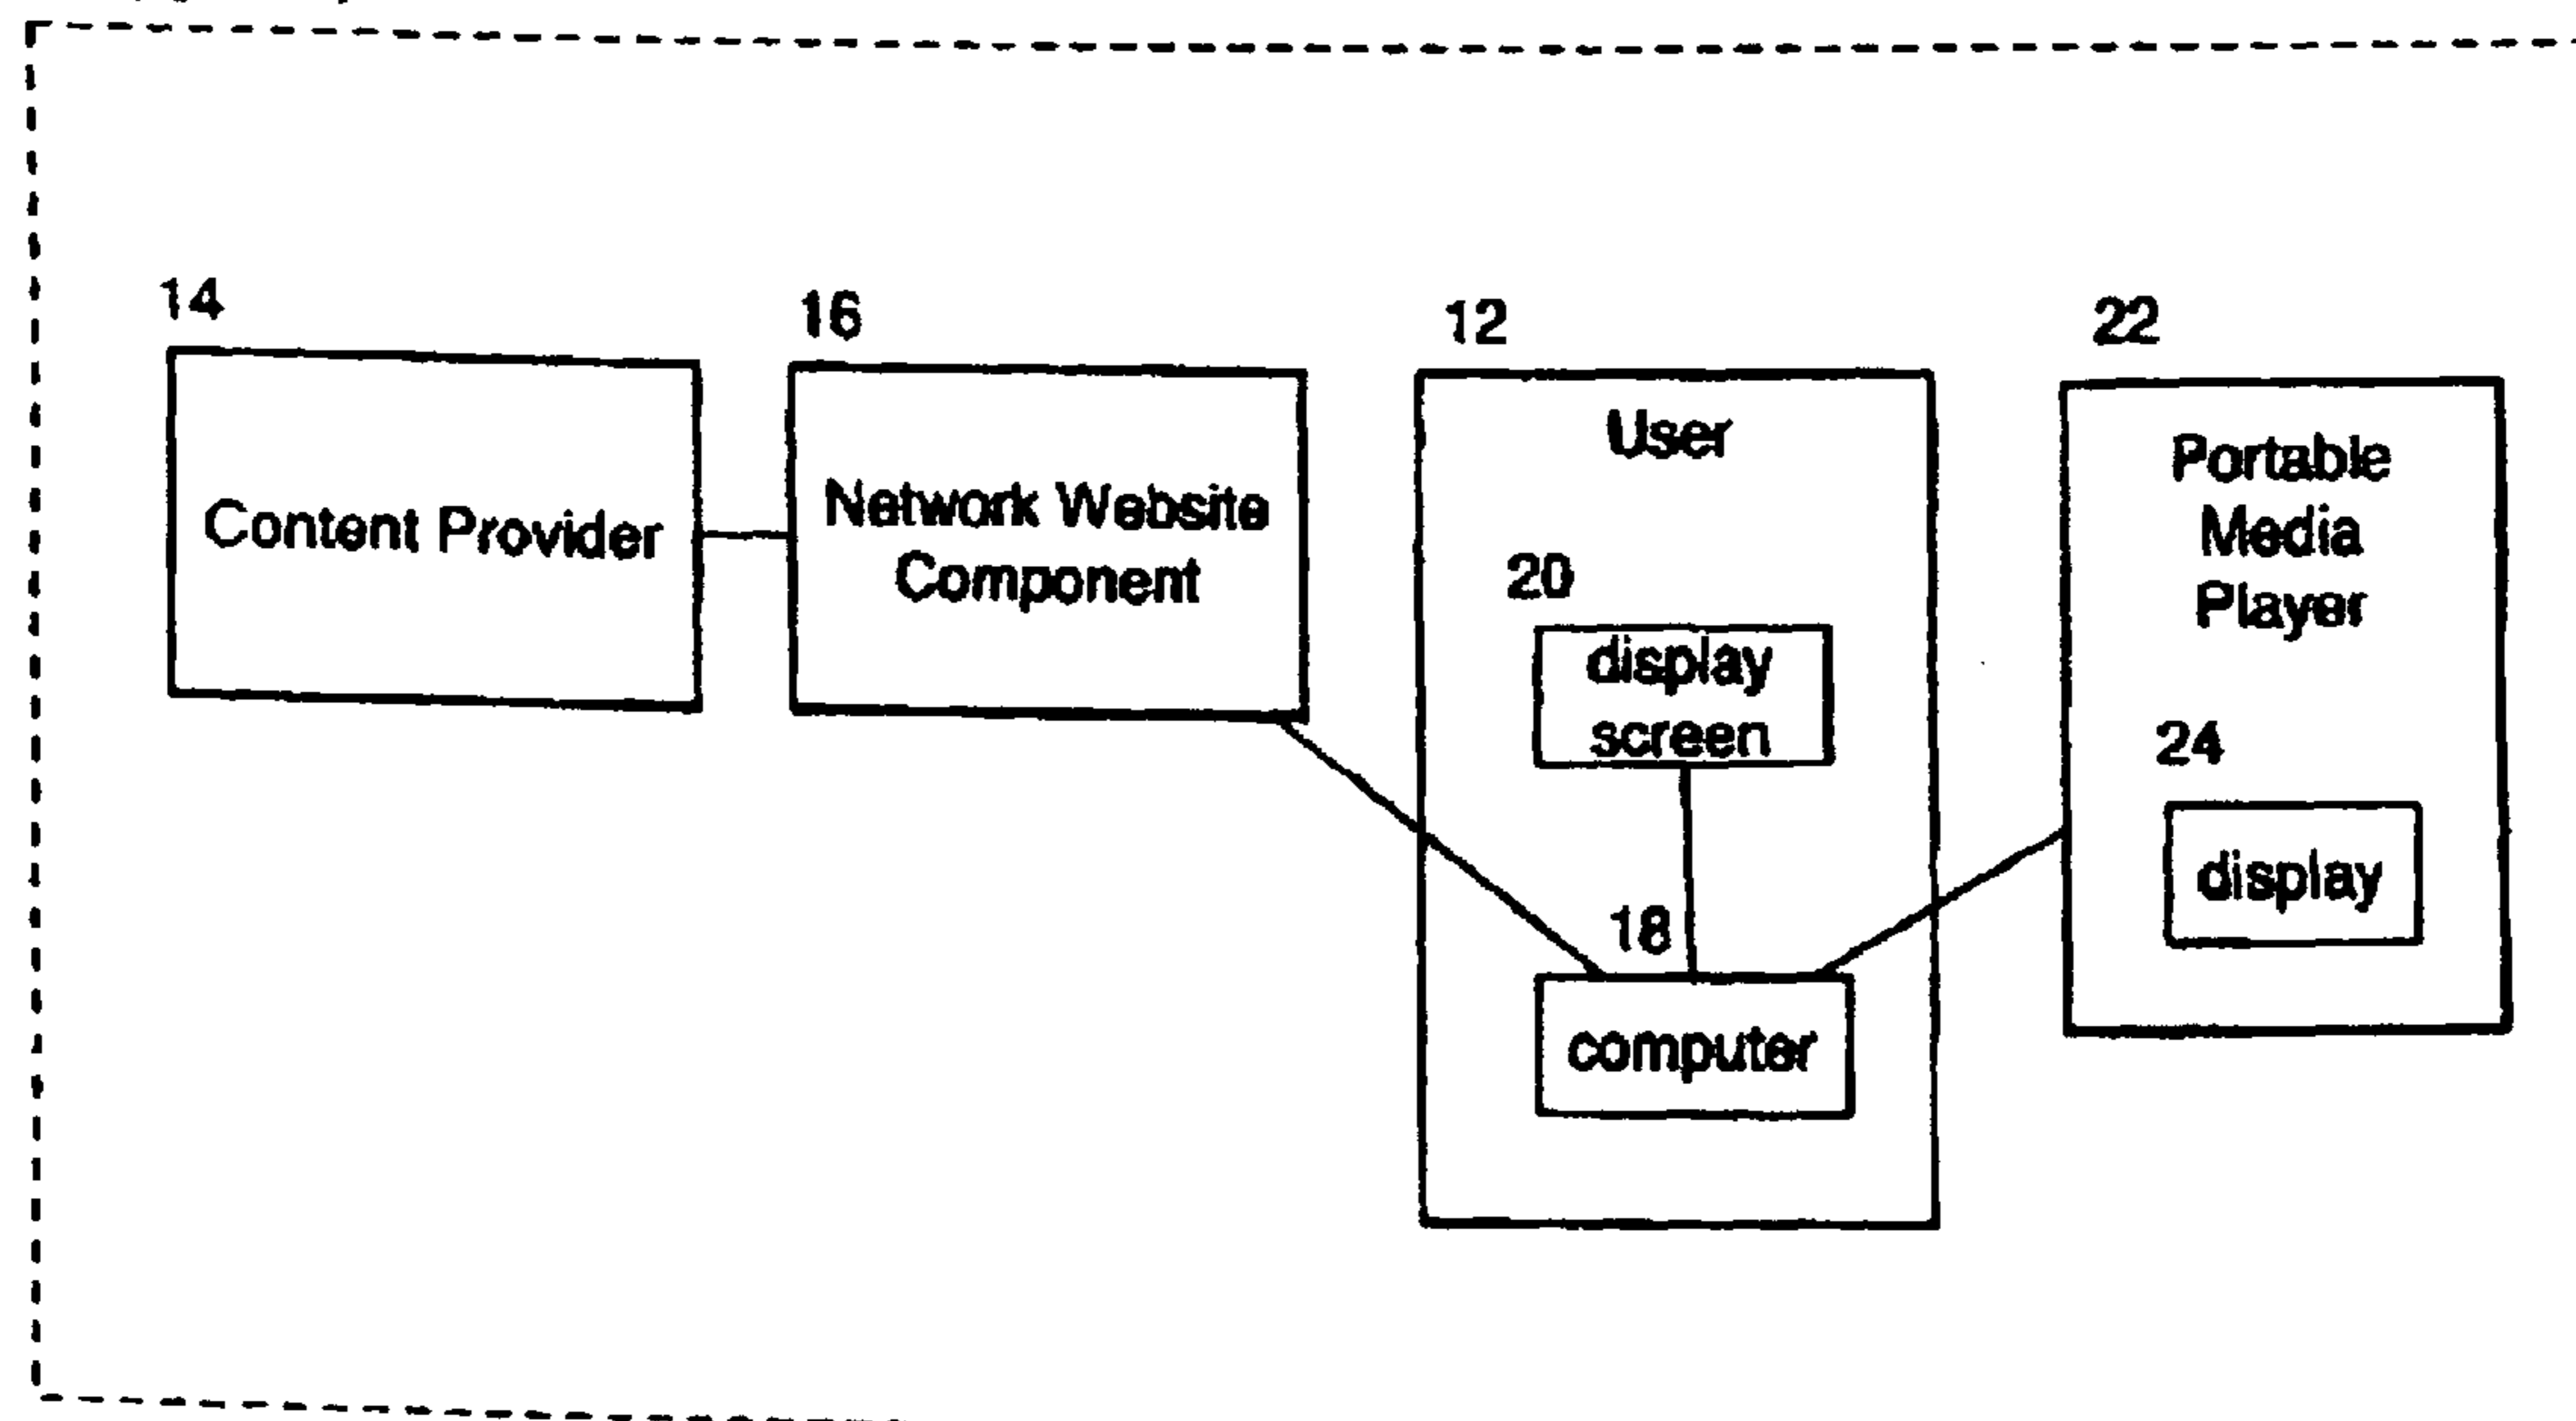 14
Content Provider
16
Network Website
Component
12
User
20
display
screen
18
computer
22
Portable
Media
Player
24
display